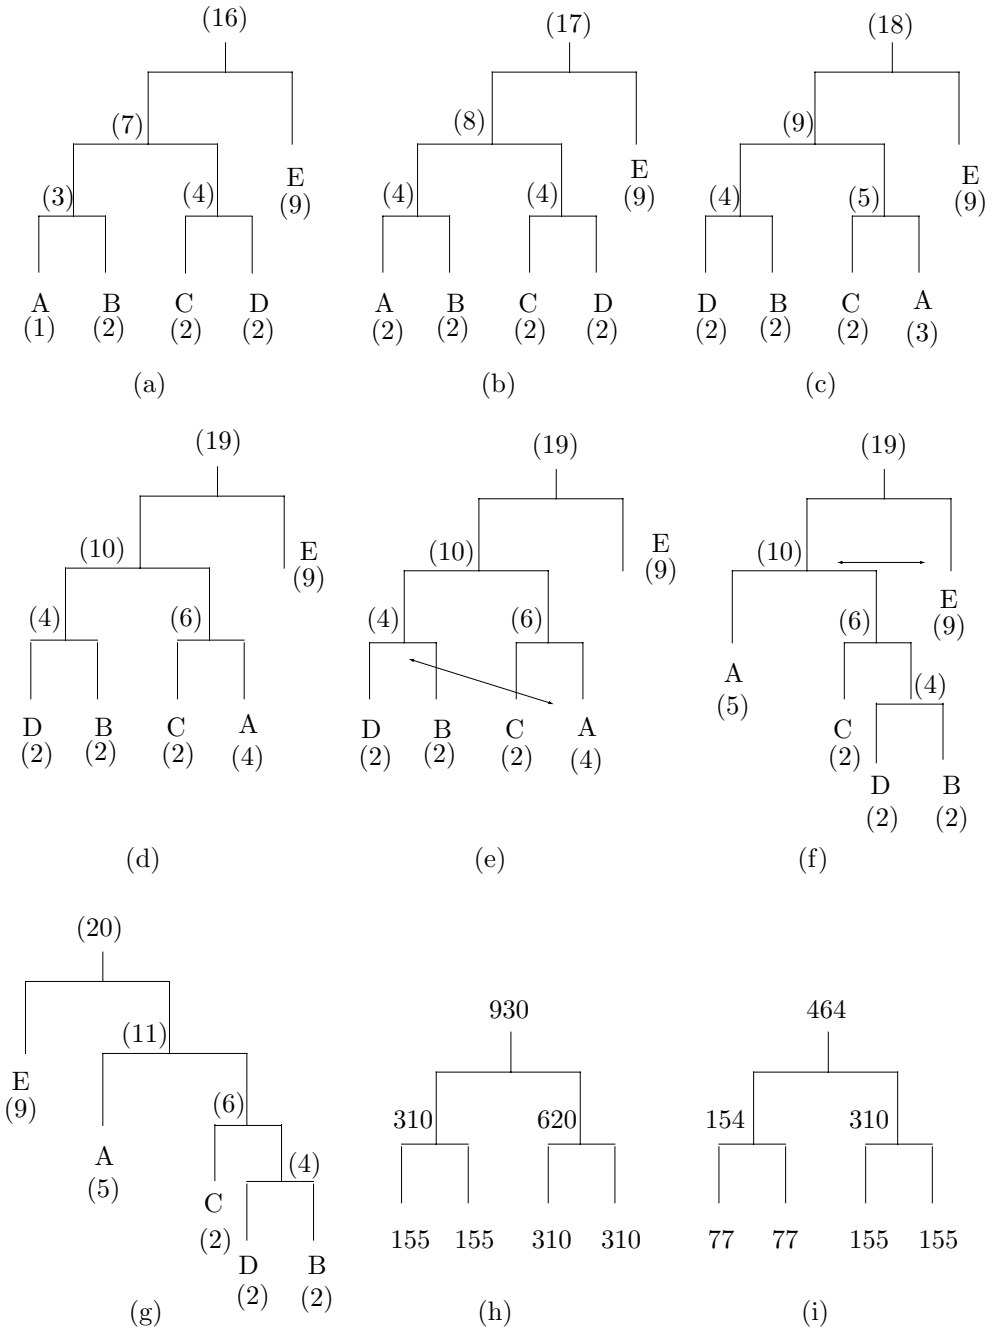 (16) (17) (18)
(7) (8) (9)
E E E
(3) (4) (9) (4) (4) (9) (4) (5) (9)
A B C D A B C D D B C A
(1) (2) (2) (2) (2) (2) (2) (2) (2) (2) (2) (3)
(a) (b) (c)
(19) (19) (19)
(10) E (10) E (10)
(9) (9) E
(4) (6) (4) (6) (6) (9)
A (4)
(5)
D B C A D B C A C
(2) (2) (2) (4) (2) (2) (2) (4) (2)
D B
(2) (2)
(d) (e) (f)
(20)
(11) 930 464
E
(9) (6) 310 620 154 310
A (4)
(5) C
(2) 155 155 310 310 77 77 155 155
D B
(2) (2)
(g) (h) (i)